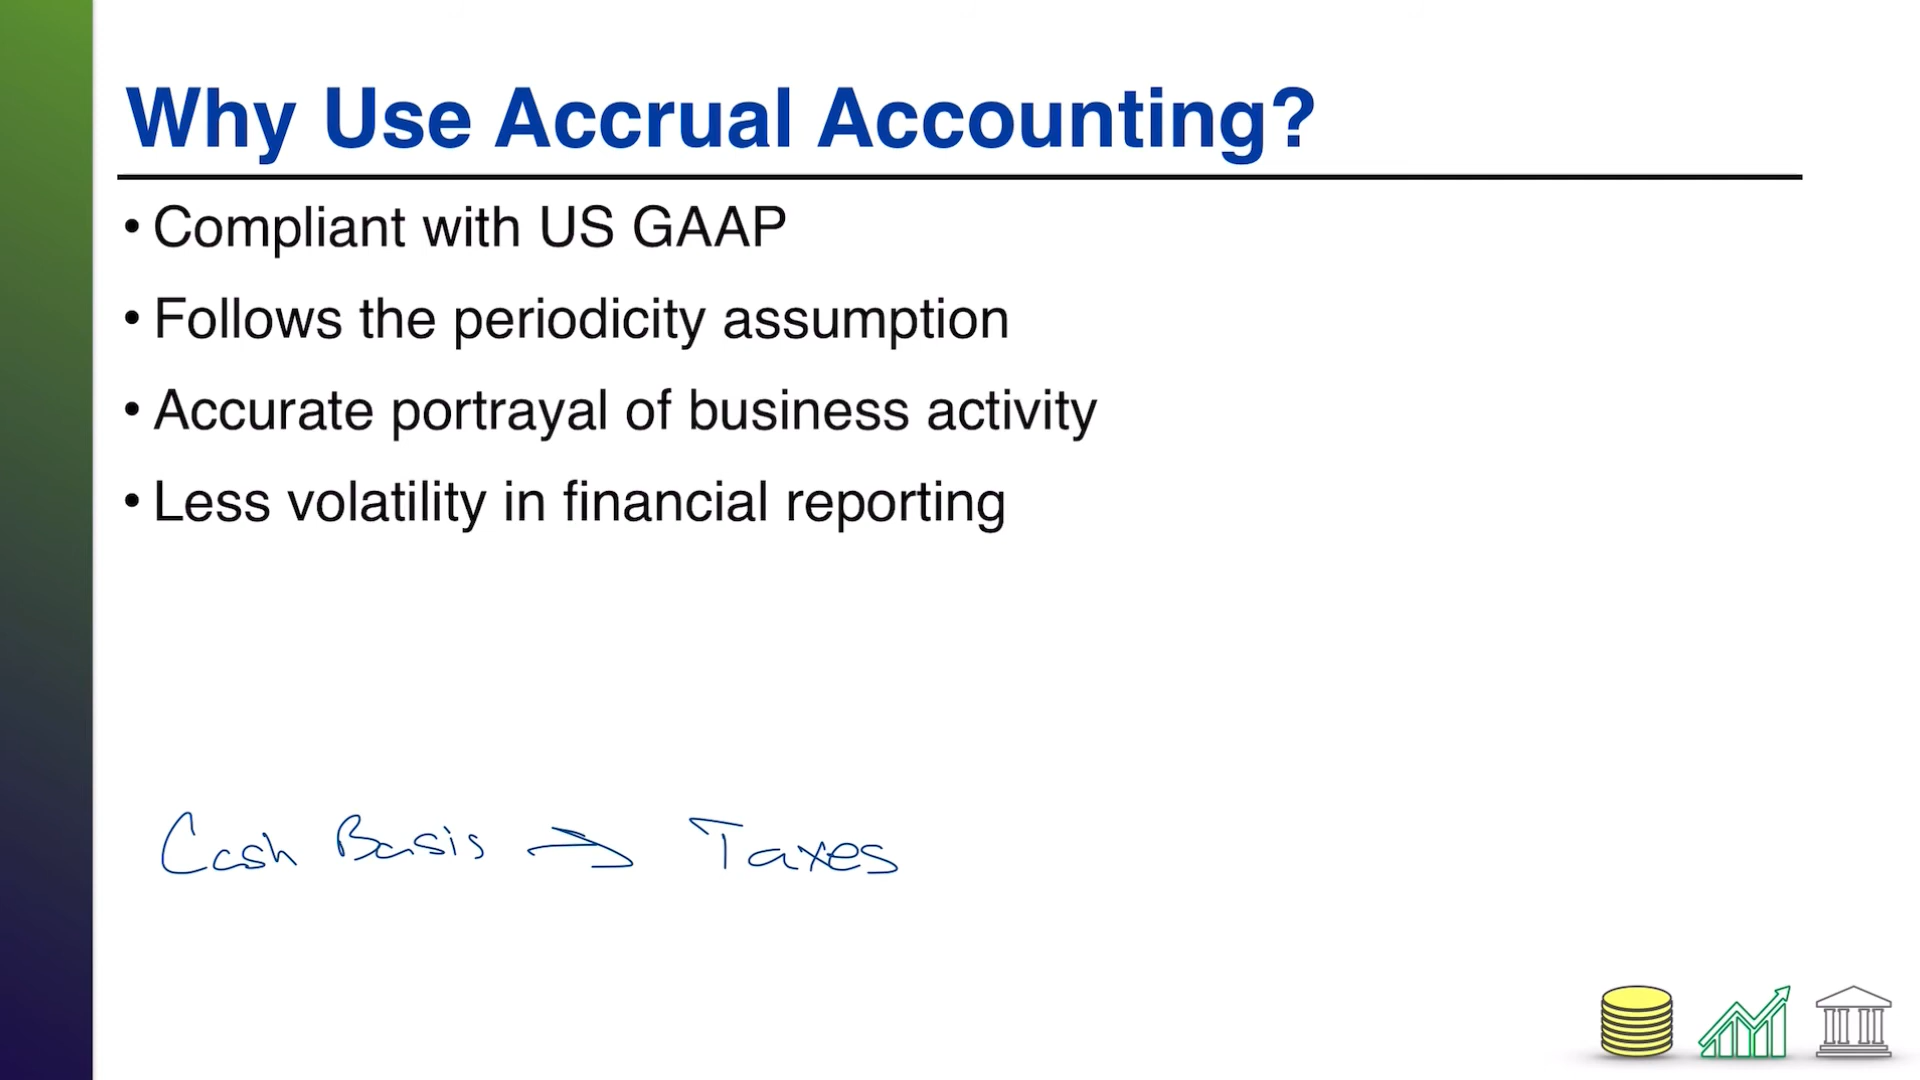 Why Use Accrual Accounting?
• Compliant with US GAAP
• Follows the periodicity assumption
• Accurate portrayal of business activity
• Less volatility in financial reporting
Cash Basis → Taxes